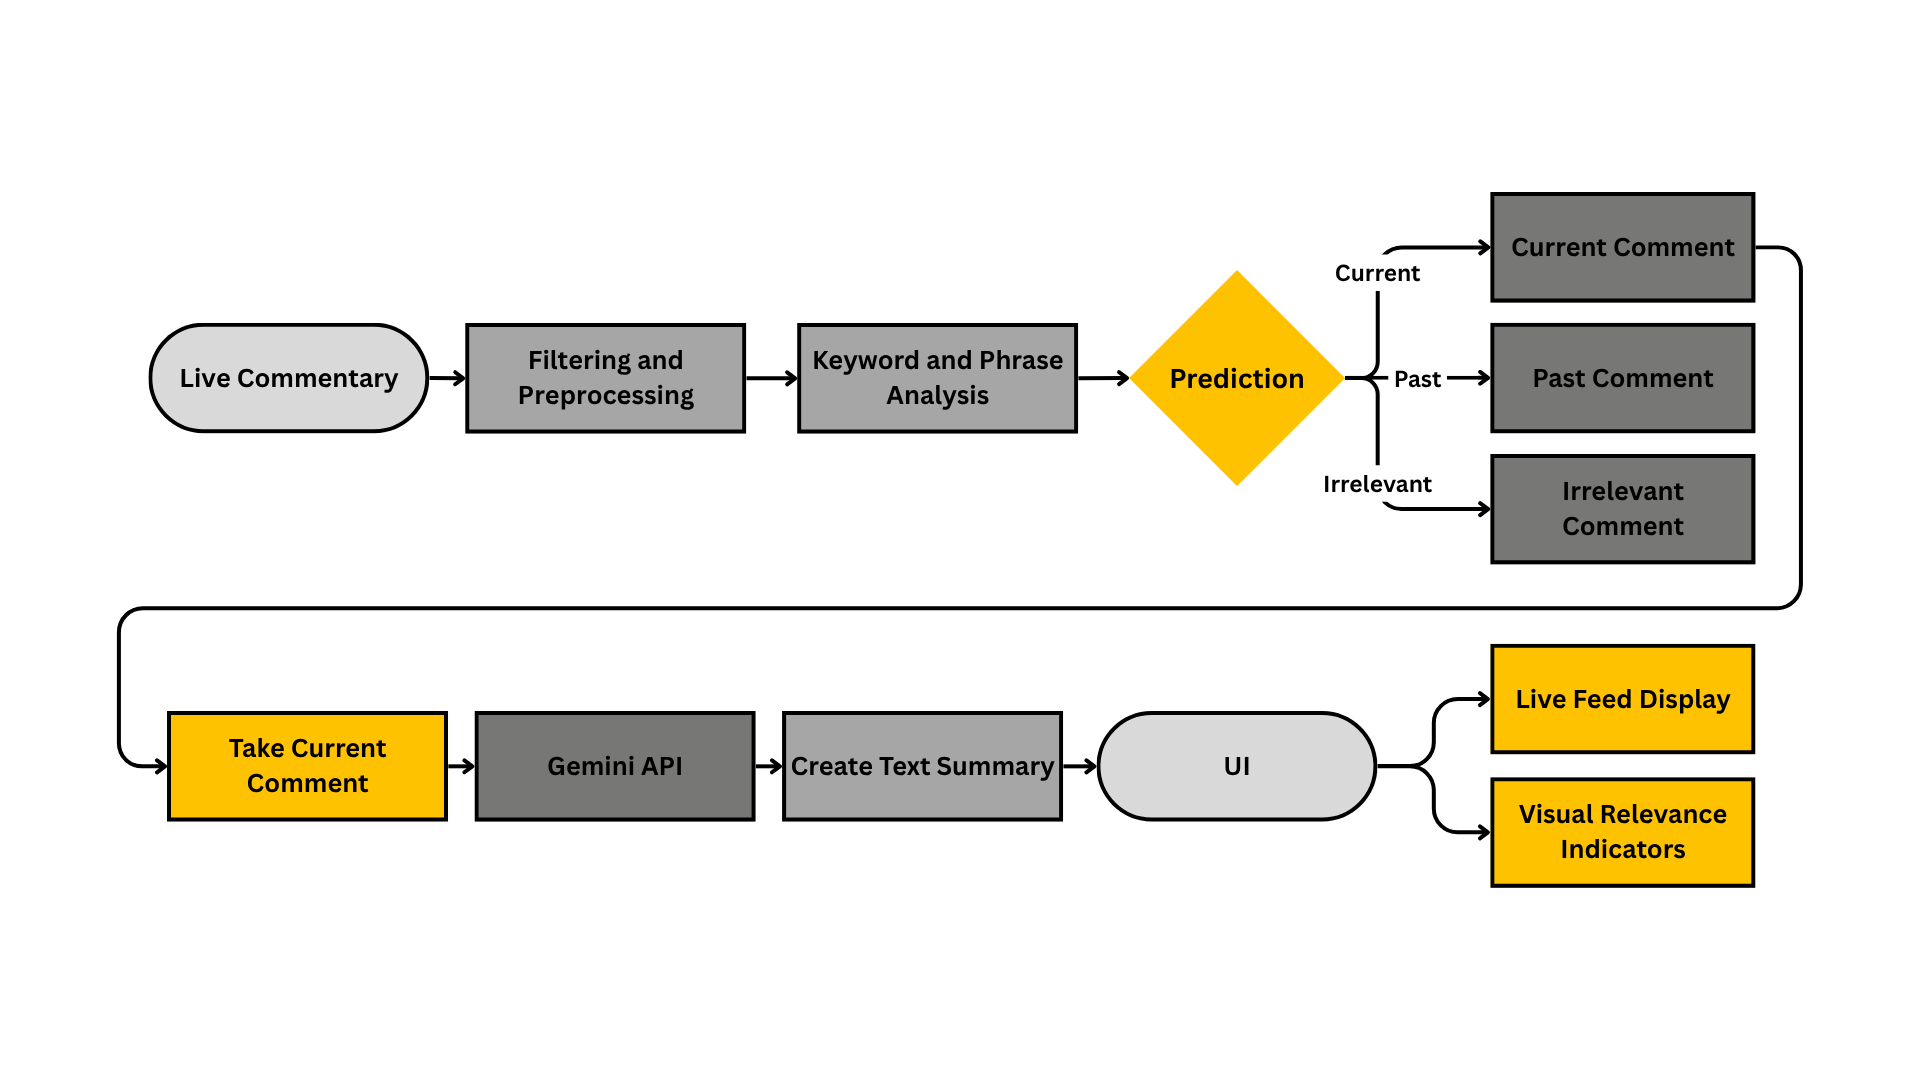 Live Commentary
Filtering and
Preprocessing
Keyword and Phrase
Analysis
Prediction
Current
Past
Irrelevant
Current Comment
Past Comment
Irrelevant
Comment
Take Current
Comment
Gemini API
Create Text Summary
UI
Live Feed Display
Visual Relevance
Indicators